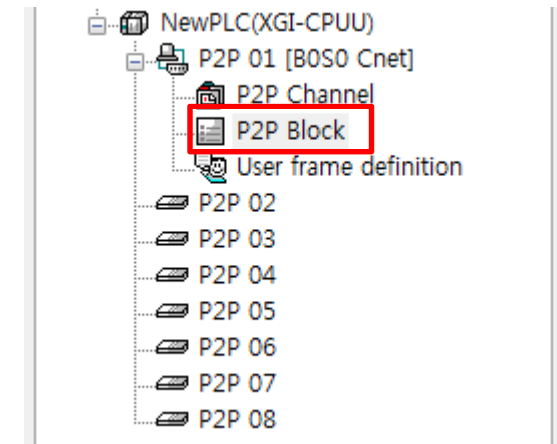 NewPLC(XGI-CPUU)
P2P 01 [B0S0 Cnet]
P2P Channel
P2P Block
User frame definition
P2P 02
P2P 03
P2P 04
P2P 05
P2P 06
P2P 07
P2P 08